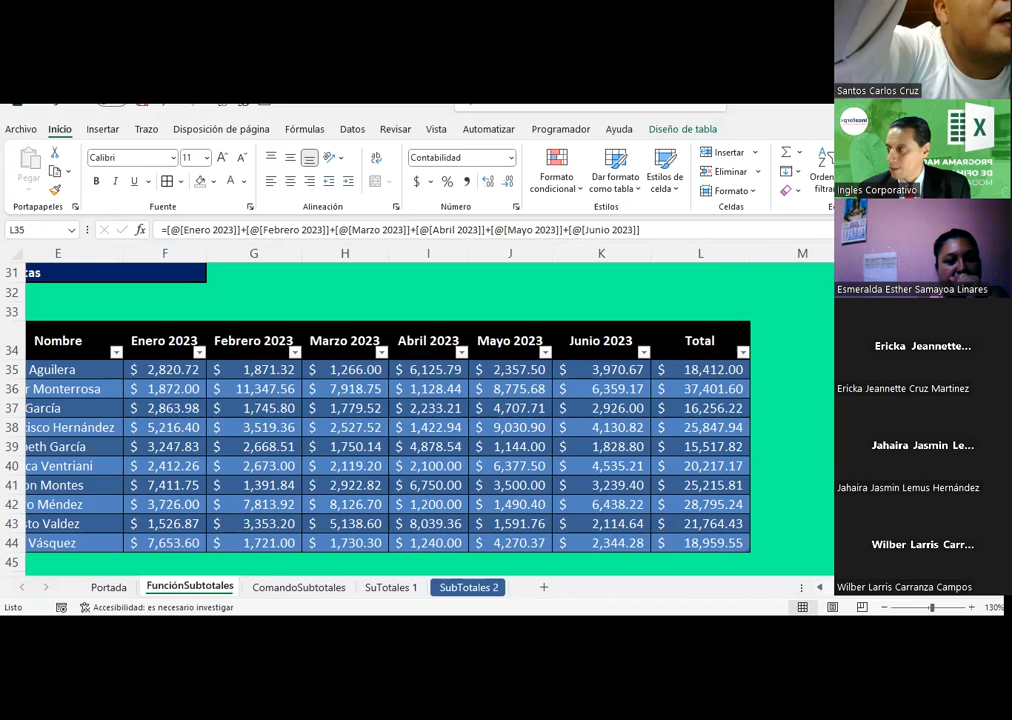 Archivo Inicio Insertar Trazo Disposición de página Fórmulas Datos Revisar Vista Automatizar Programador Ayuda Diseño de tabla
Pegar
Calibri 11
Contabilidad
Formato condicional
Dar formato como tabla
Estilos de celda
Insertar
Eliminar
Formato
Orden
filtra
Portapapeles Fuente Alineación Número Estilos Celdas
L35 =[@[Enero 2023]]+[@[Febrero 2023]]+[@[Marzo 2023]]+[@[Abril 2023]]+[@[Mayo 2023]]+[@[Junio 2023]]
E F G H I J K L M
31 tas
32
33
34 Nombre Enero 2023 Febrero 2023 Marzo 2023 Abril 2023 Mayo 2023 Junio 2023 Total
35 Aguilera $ 2,820.72 $ 1,871.32 $ 1,266.00 $ 6,125.79 $ 2,357.50 $ 3,970.67 $ 18,412.00
36 r Monterrosa $ 1,872.00 $ 11,347.56 $ 7,918.75 $ 1,128.44 $ 8,775.68 $ 6,359.17 $ 37,401.60
37 García $ 2,863.98 $ 1,745.80 $ 1,779.52 $ 2,233.21 $ 4,707.71 $ 2,926.00 $ 16,256.22
38 isco Hernández $ 5,216.40 $ 3,519.36 $ 2,527.52 $ 1,422.94 $ 9,030.90 $ 4,130.82 $ 25,847.94
39 beth García $ 3,247.83 $ 2,668.51 $ 1,750.14 $ 4,878.54 $ 1,144.00 $ 1,828.80 $ 15,517.82
40 ca Ventriani $ 2,412.26 $ 2,673.00 $ 2,119.20 $ 2,100.00 $ 6,377.50 $ 4,535.21 $ 20,217.17
41 on Montes $ 7,411.75 $ 1,391.84 $ 2,922.82 $ 6,750.00 $ 3,500.00 $ 3,239.40 $ 25,215.81
42 o Méndez $ 3,726.00 $ 7,813.92 $ 8,126.70 $ 1,200.00 $ 1,490.40 $ 6,438.22 $ 28,795.24
43 to Valdez $ 1,526.87 $ 3,353.20 $ 5,138.60 $ 8,039.36 $ 1,591.76 $ 2,114.64 $ 21,764.43
44 Vásquez $ 7,653.60 $ 1,721.00 $ 1,730.30 $ 1,240.00 $ 4,270.37 $ 2,344.28 $ 18,959.55
45
Portada FunciónSubtotales ComandoSubtotales SuTotales 1 SubTotales 2
Listo Accesibilidad: es necesario investigar 130%
Santos Carlos Cruz
Ingles Corporativo
Esmeralda Esther Samayoa Linares
Ericka Jeannette...
Ericka Jeannette Cruz Martinez
Jahaira Jasmin Le...
Jahaira Jasmin Lemus Hernández
Wilber Larris Carr...
Wilber Larris Carranza Campos